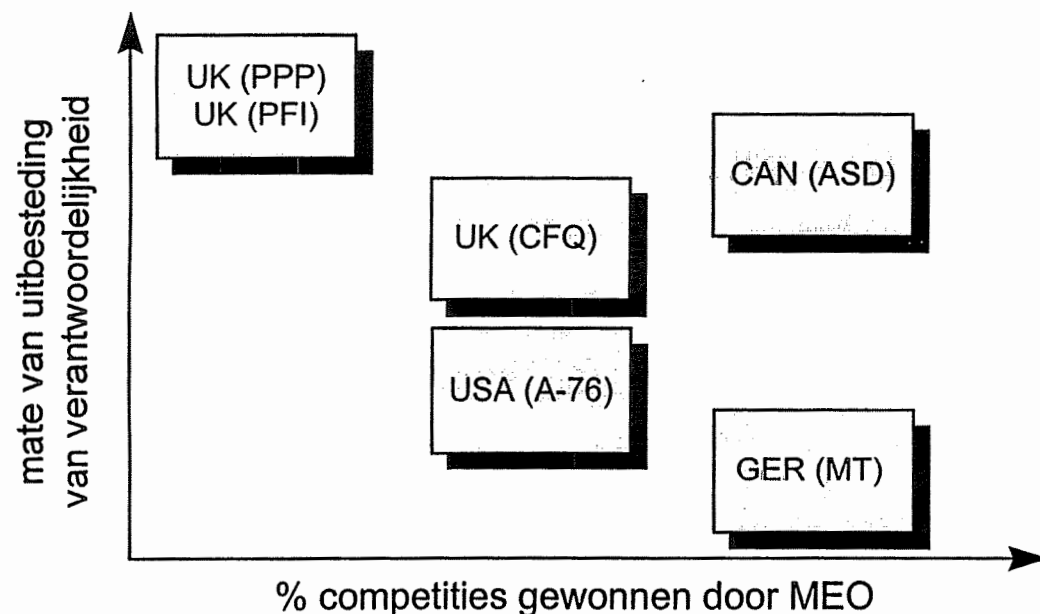 mate van uitbesteding
van verantwoordelijkheid
UK (PPP)
UK (PFI)
CAN (ASD)
UK (CFQ)
USA (A-76)
GER (MT)
% competities gewonnen door MEO